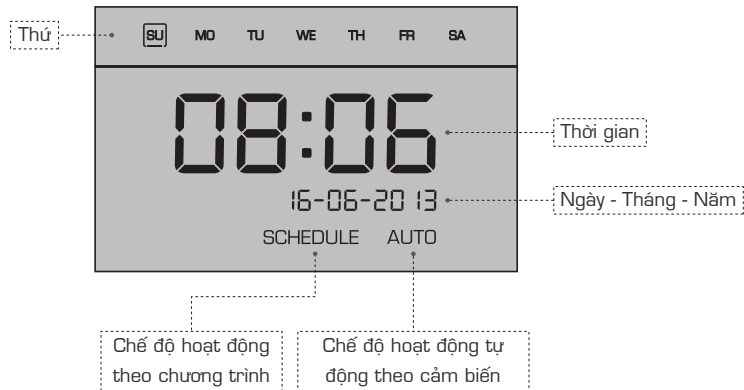 Thứ
SU MO TU WE TH FR SA
08:06
Thời gian
16-06-2013
Ngày - Tháng - Năm
SCHEDULE AUTO
Chế độ hoạt động
theo chương trình
Chế độ hoạt động tự
động theo cảm biến